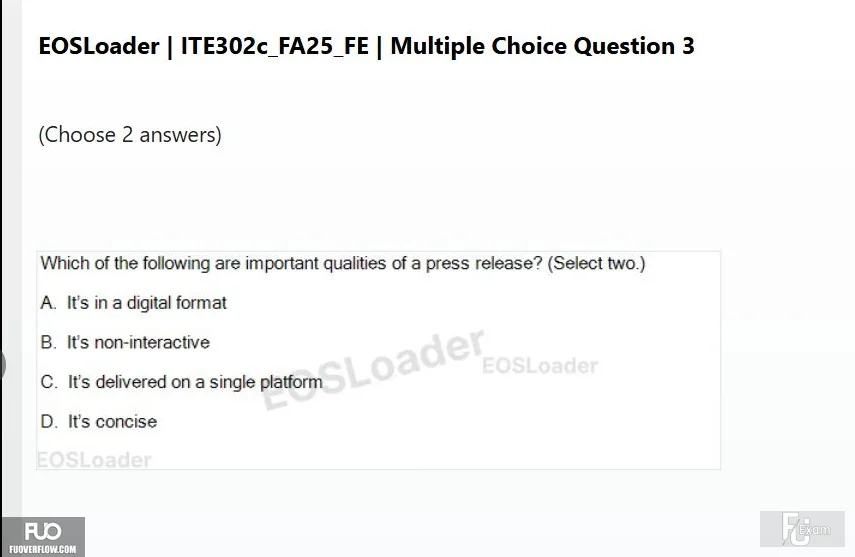 EOSLoader | ITE302c_FA25_FE | Multiple Choice Question 3
(Choose 2 answers)
Which of the following are important qualities of a press release? (Select two.)
A. It's in a digital format
B. It's non-interactive
C. It's delivered on a single platform
D. It's concise
EOSLoader
EOSLoader
EOSLoader
FUO
FUOVERFLOW.COM
Exam